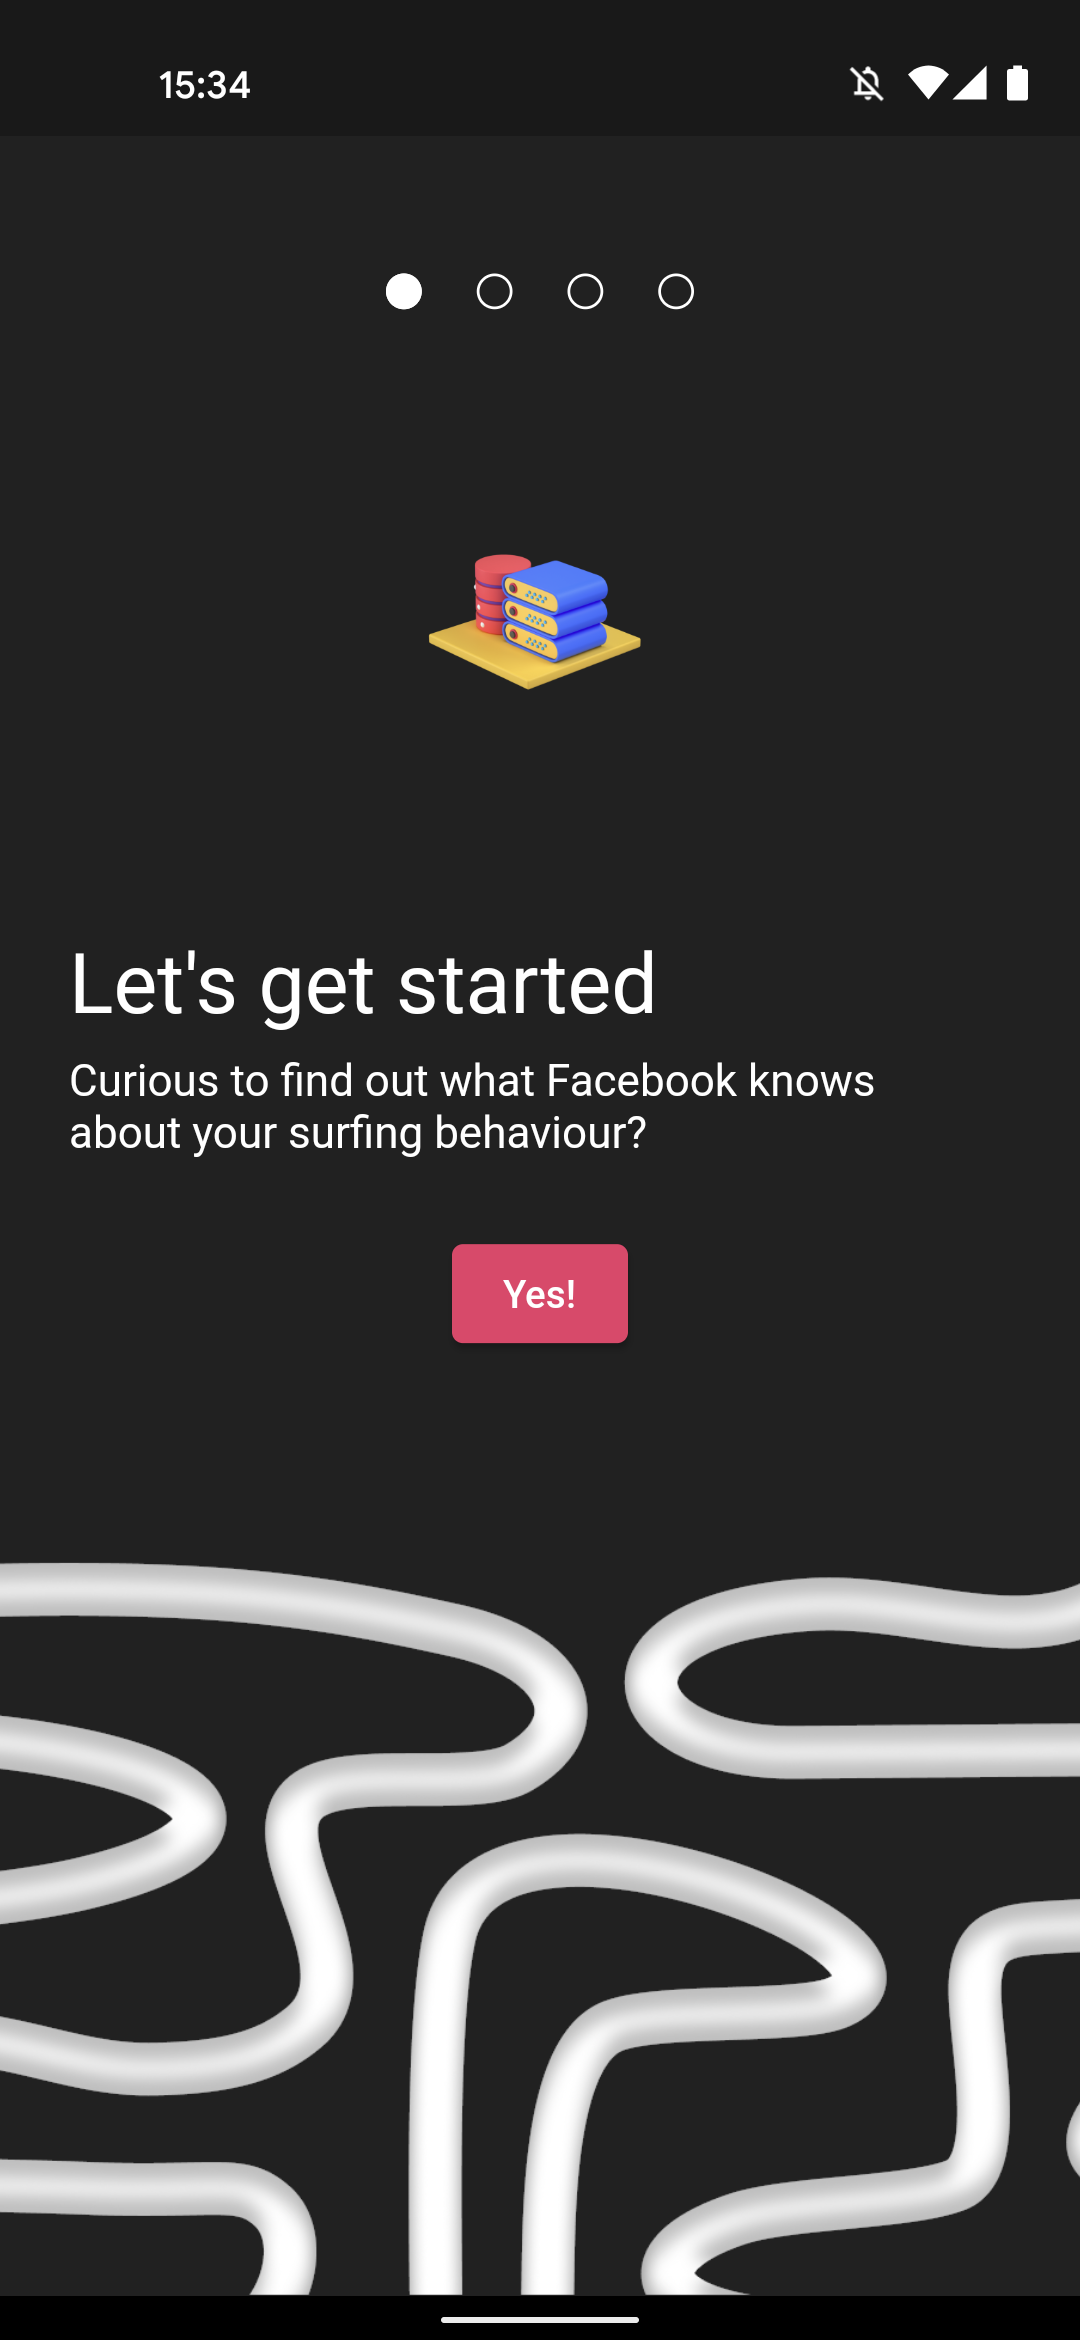 15:34
Let's get started
Curious to find out what Facebook knows
about your surfing behaviour?
Yes!